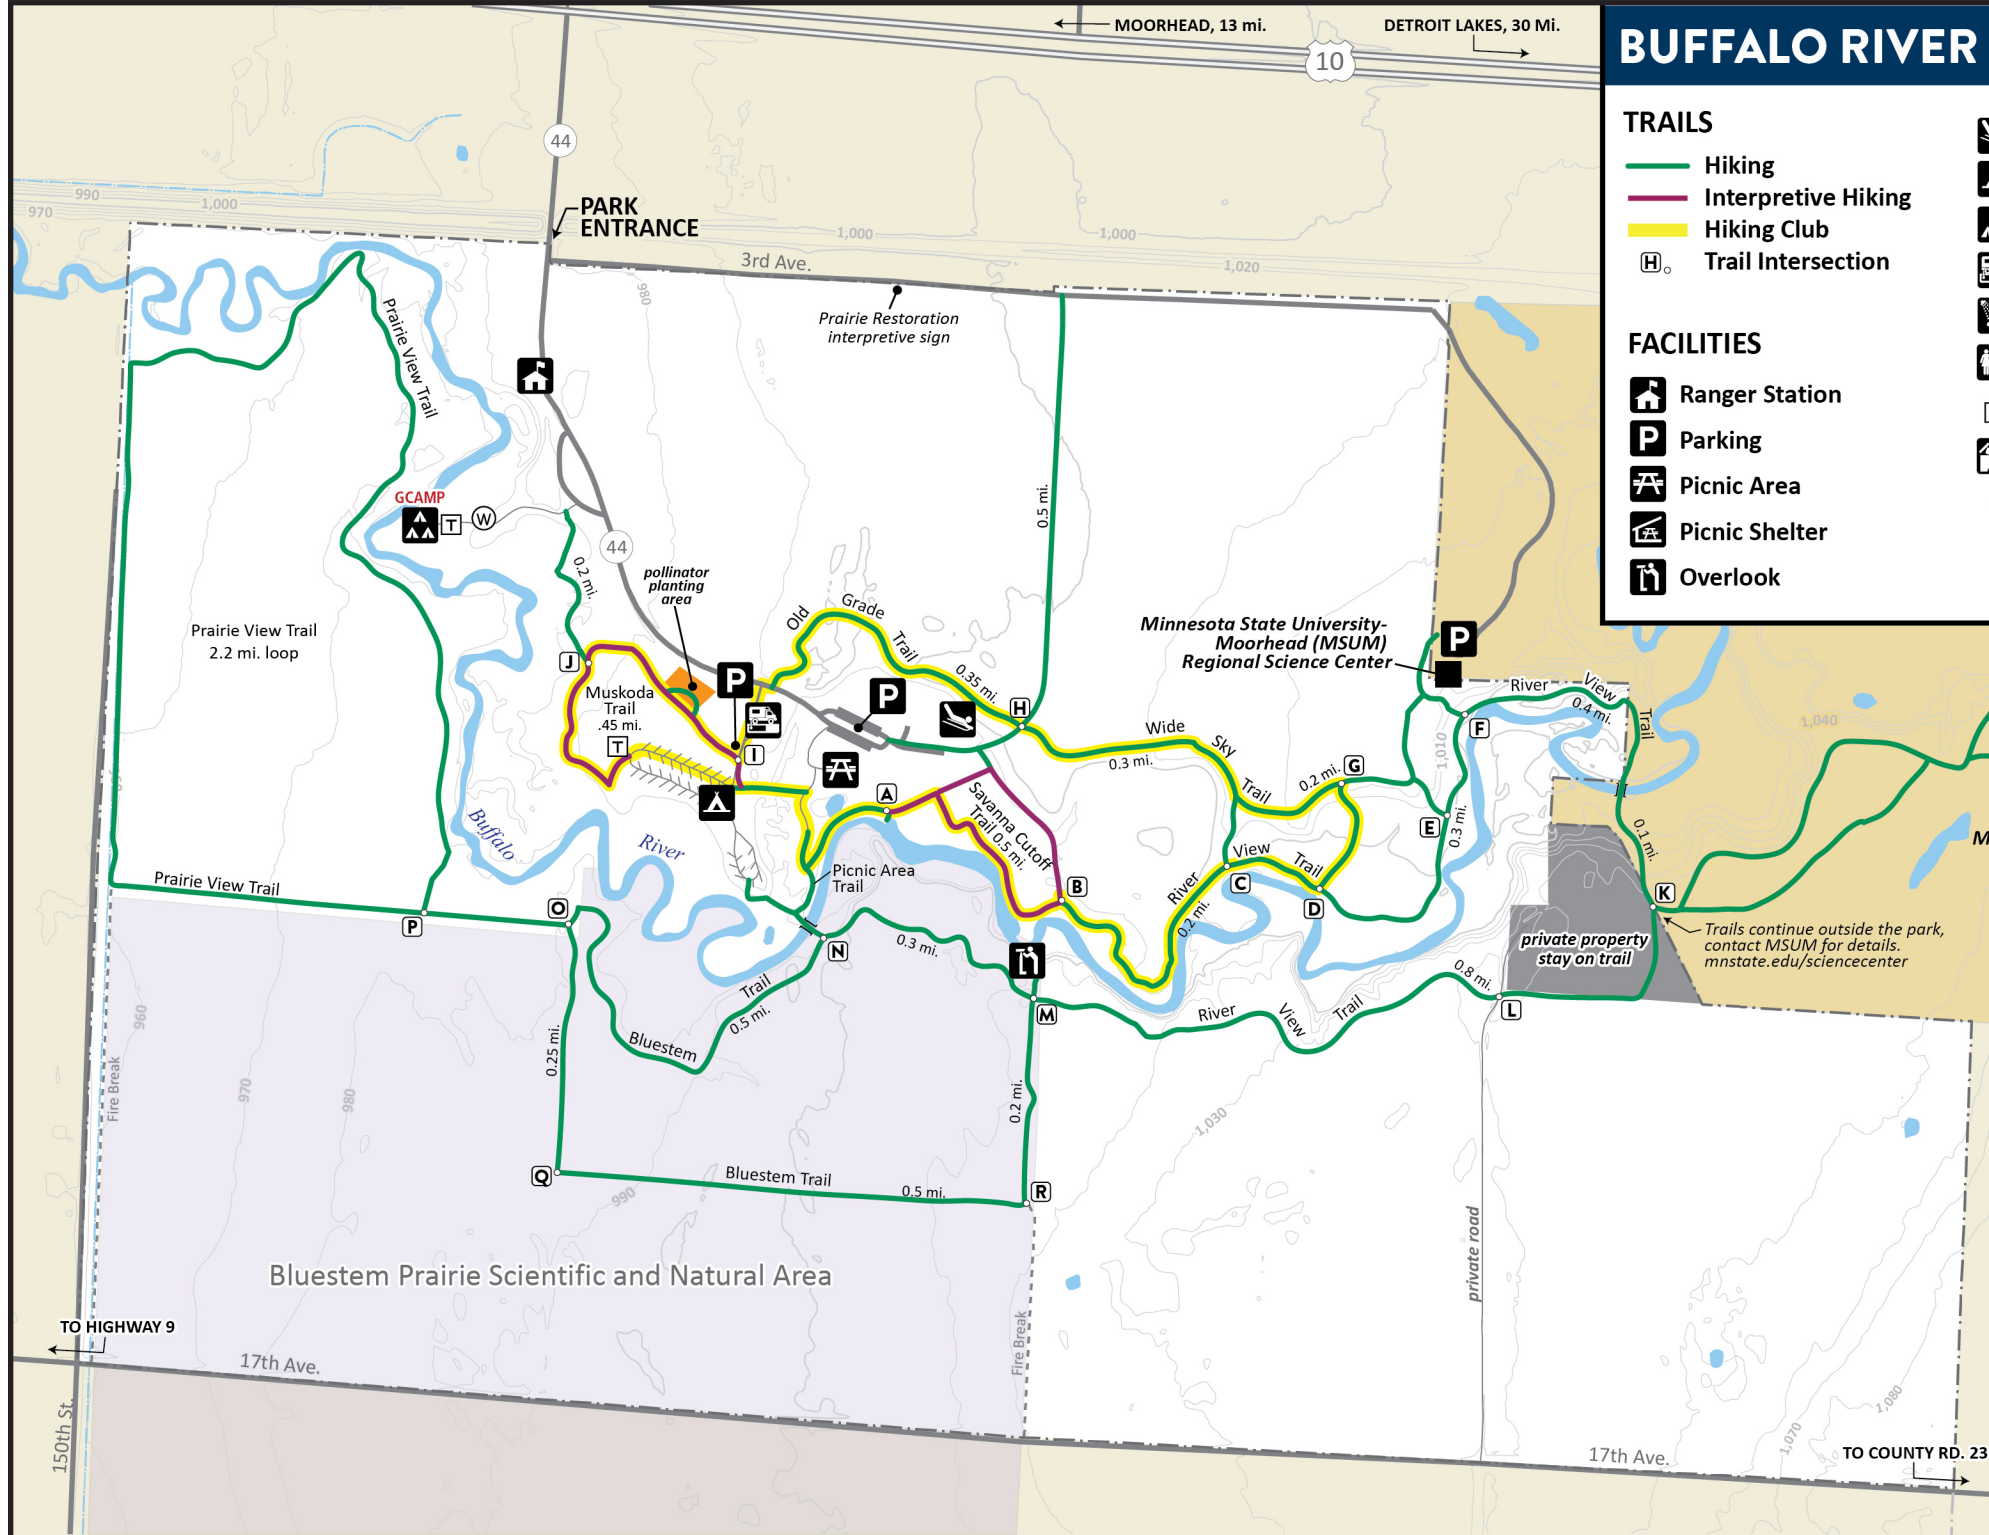 MOORHEAD, 13 mi.
DETROIT LAKES, 30 Mi.
10
BUFFALO RIVER
TRAILS
Hiking
Interpretive Hiking
Hiking Club
H
Trail Intersection
FACILITIES
Ranger Station
P
Parking
Picnic Area
Picnic Shelter
Overlook
44
990
970
1,000
PARK
ENTRANCE
1,000
1,000
1,020
3rd Ave.
980
Prairie Restoration
interpretive sign
Prairie View Trail
GCAMP
T
W
0.2 mi.
44
0.5 mi.
pollinator
planting
area
Prairie View Trail
2.2 mi. loop
Old
Grade
Trail
0.35 mi.
Minnesota State University-
Moorhead (MSUM)
Regional Science Center
P
J
Muskoda
Trail
.45 mi.
T
P
P
I
H
Wide
Sky
Trail
0.3 mi.
0.2 mi.
G
1,010
River
View
Trail
0.4 mi.
F
1,040
A
Savanna Cutoff
Trail 0.5 mi.
E
0.3 mi.
0.1 mi.
M
Buffalo
River
Picnic Area
Trail
B
River
View
Trail
0.2 mi.
C
D
K
Trails continue outside the park,
contact MSUM for details.
mnstate.edu/sciencecenter
private property
stay on trail
Prairie View Trail
P
O
N
0.3 mi.
Trail
0.5 mi.
Bluestem
M
River
View
Trail
0.8 mi.
L
960
Fire Break
970
980
0.25 mi.
0.2 mi.
1,030
Q
Bluestem Trail
0.5 mi.
R
990
private road
Bluestem Prairie Scientific and Natural Area
Fire Break
TO HIGHWAY 9
17th Ave.
150th St.
1,080
1,070
17th Ave.
TO COUNTY RD. 23